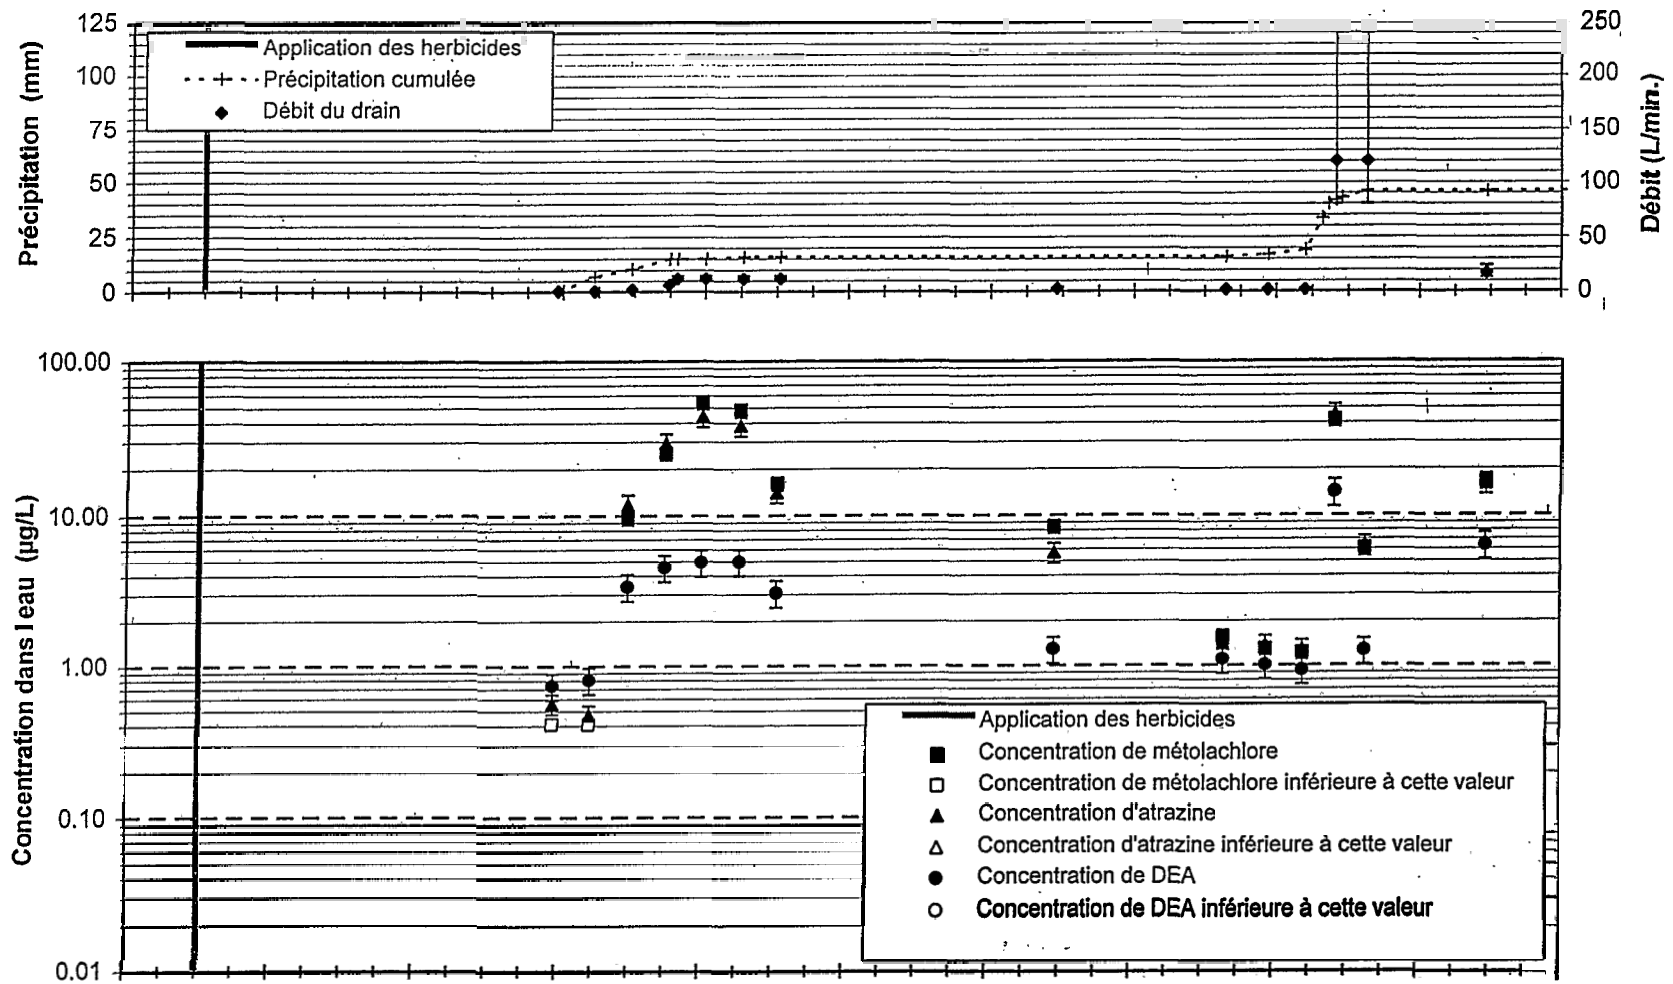 125
100
75
50
25
0
Précipitation (mm)
Application des herbicides
Précipitation cumulée
Débit du drain
250
200
150
100
50
0
Débit (L/min.)
100.00
10.00
1.00
0.10
0.01
Concentration dans l eau (µg/L)
Application des herbicides
Concentration de métolachlore
Concentration de métolachlore inférieure à cette valeur
Concentration d'atrazine
Concentration d'atrazine inférieure à cette valeur
Concentration de DEA
Concentration de DEA inférieure à cette valeur